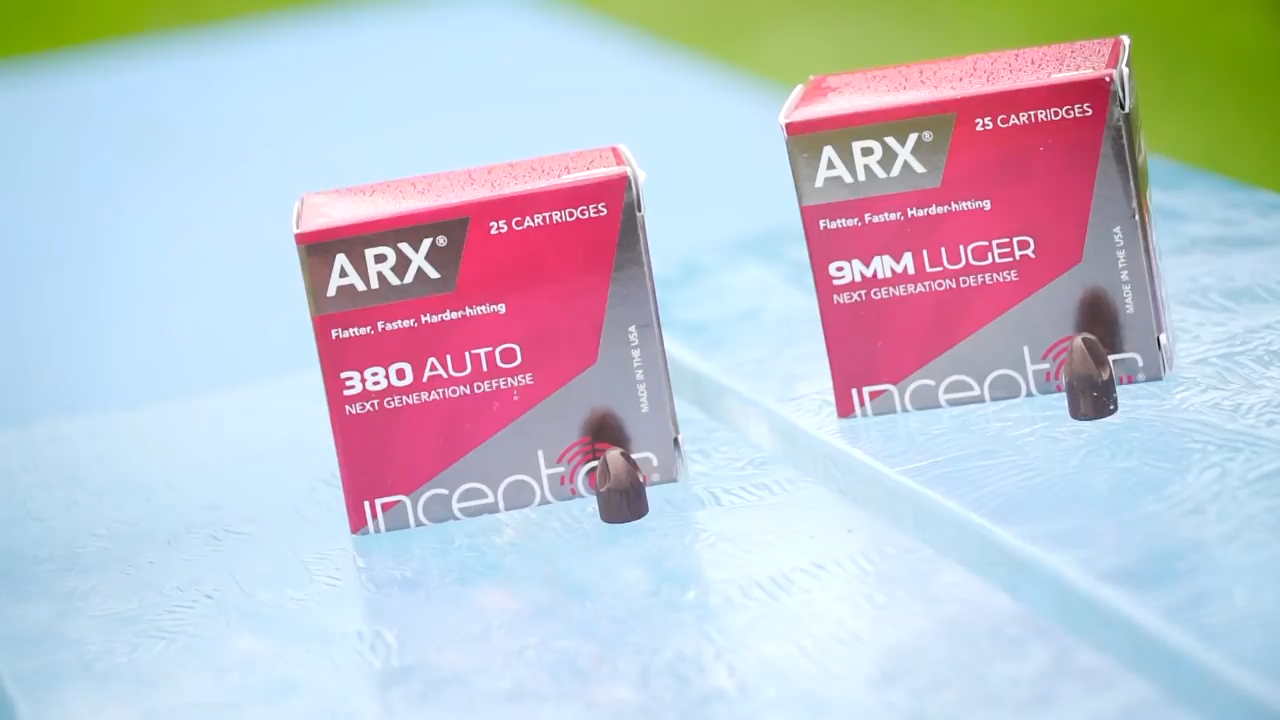 ARX®
25 CARTRIDGES
Flatter, Faster, Harder-hitting
380 AUTO
NEXT GENERATION DEFENSE
MADE IN THE USA
inceptor
ARX®
25 CARTRIDGES
Flatter, Faster, Harder-hitting
9MM LUGER
NEXT GENERATION DEFENSE
MADE IN THE USA
inceptor®